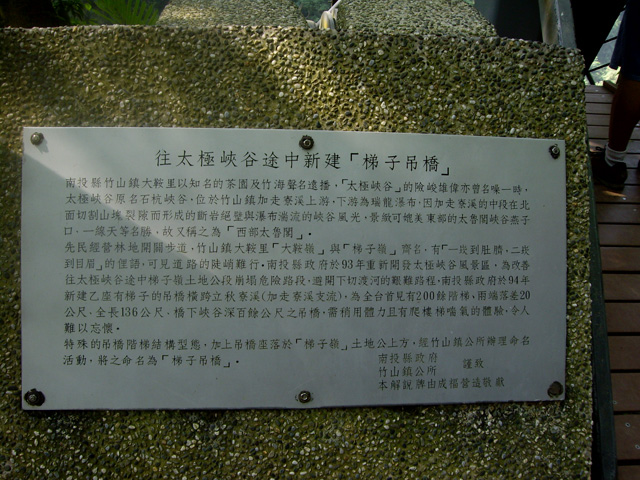 往太極峽谷途中新建「梯子吊橋」
南投縣竹山鎮大鞍里以知名的茶園及竹海聲名遠播，「太極峽谷」的險峻雄偉亦曾名噪一時，
太極峽谷原名石杭峽谷，位於竹山鎮加走寮溪上游，下游為瑞龍瀑布，因加走寮溪的中段在北
面切割山堆裂隙而形成的斷岩絕壁與瀑布湍流的峽谷風光，景緻可媲美東部的太魯閣峽谷燕子
口、一線天等名勝，故又稱之為「西部太魯閣」。
先民經營林地開闢步道，竹山鎮大鞍里「大鞍嶺」與「梯子嶺」齊名，有「一崁到肚臍，二崁
到目眉」的俚語，可見道路的陡峭難行。南投縣政府於93年重新開發太極峽谷風景區，為改善
往太極峽谷途中梯子嶺土地公段崩塌危險路段，避開下切渡河的艱難路程，南投縣政府於94年
新建乙座有梯子的吊橋橫跨立秋寮溪(加走寮溪支流)，為全台首見有200餘階梯，兩端落差20
公尺，全長136公尺，橋下峽谷深百餘公尺之吊橋，需稍用體力且有爬樓梯喘氣的體驗，令人
難以忘懷。
特殊的吊橋階梯結構型態，加上吊橋座落於「梯子嶺」土地公上方，經竹山鎮公所辦理命名
活動，將之命名為「梯子吊橋」。
南投縣政府
竹山鎮公所 謹致
本解說牌由成福營造敬獻